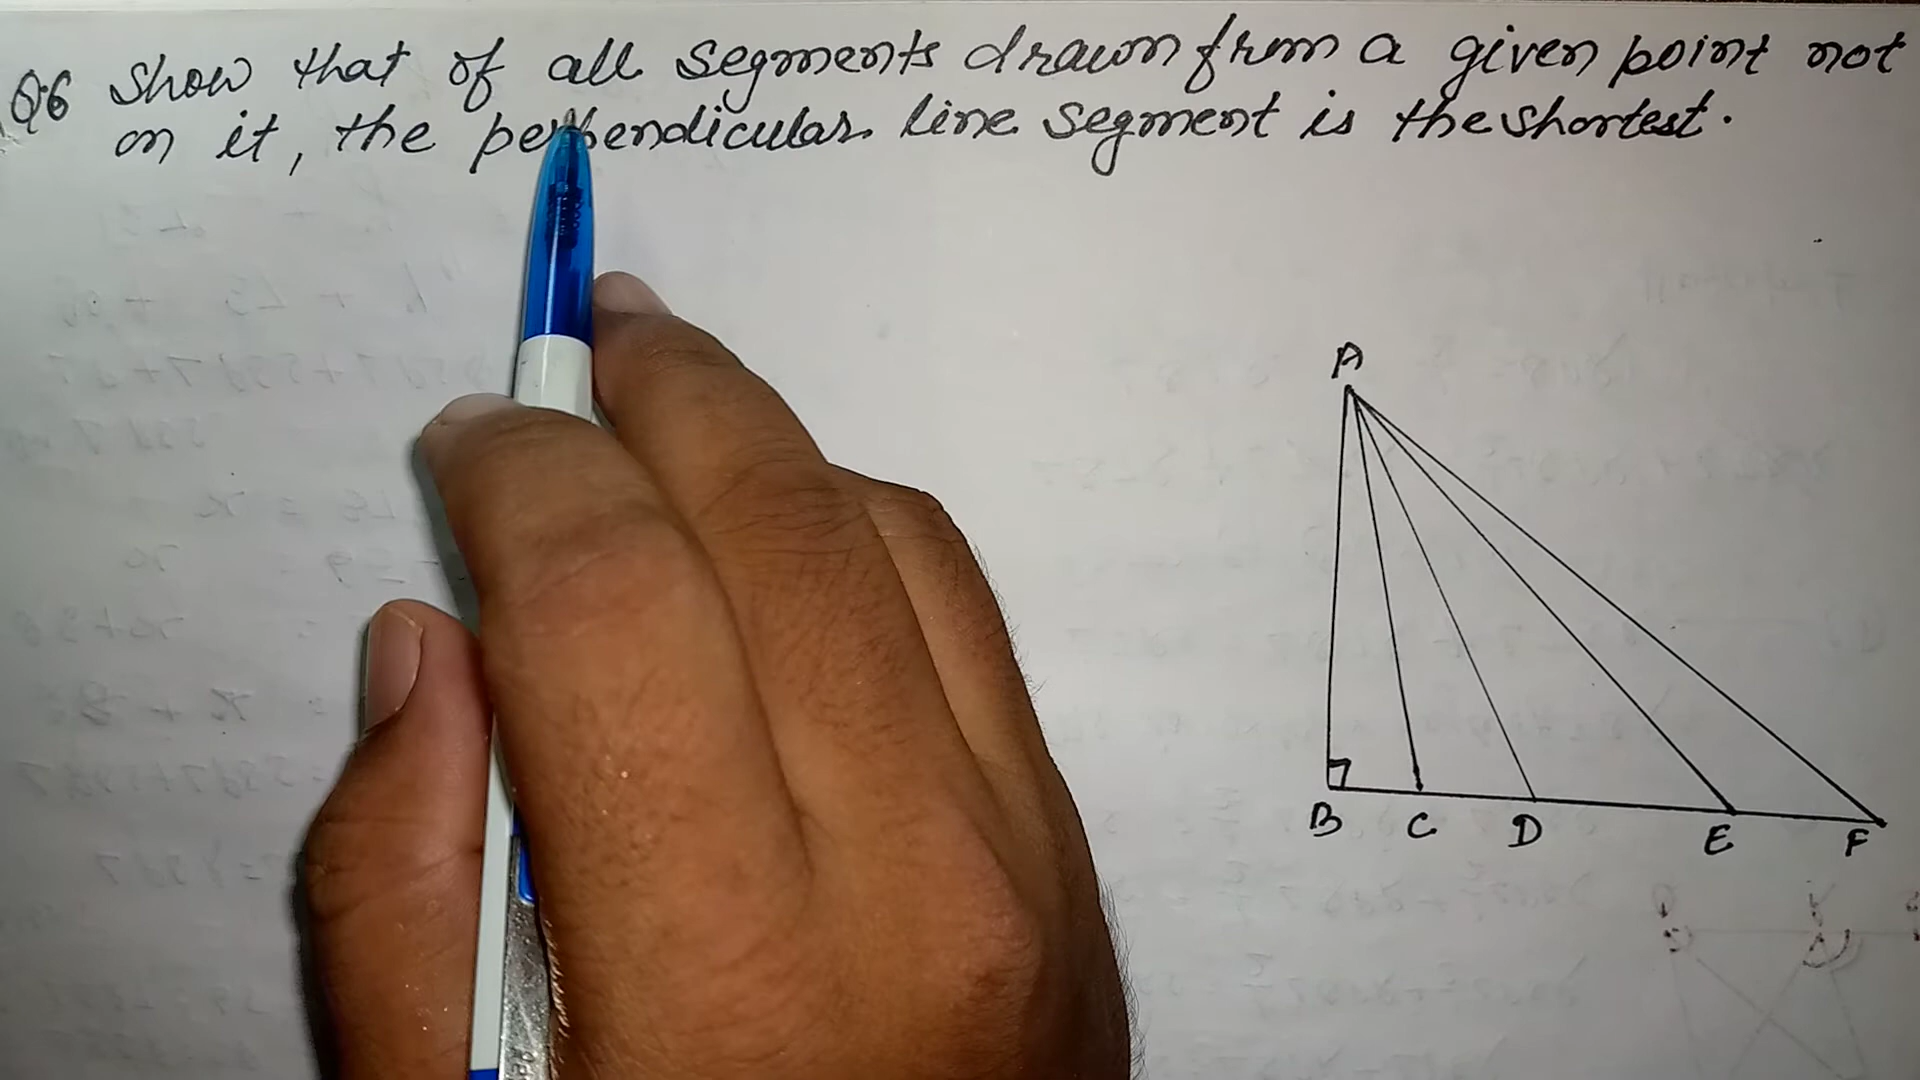 Q.6 Show that of all segments drawn from a given point not
on it, the perpendicular line segment is the shortest.
A
B C D E F